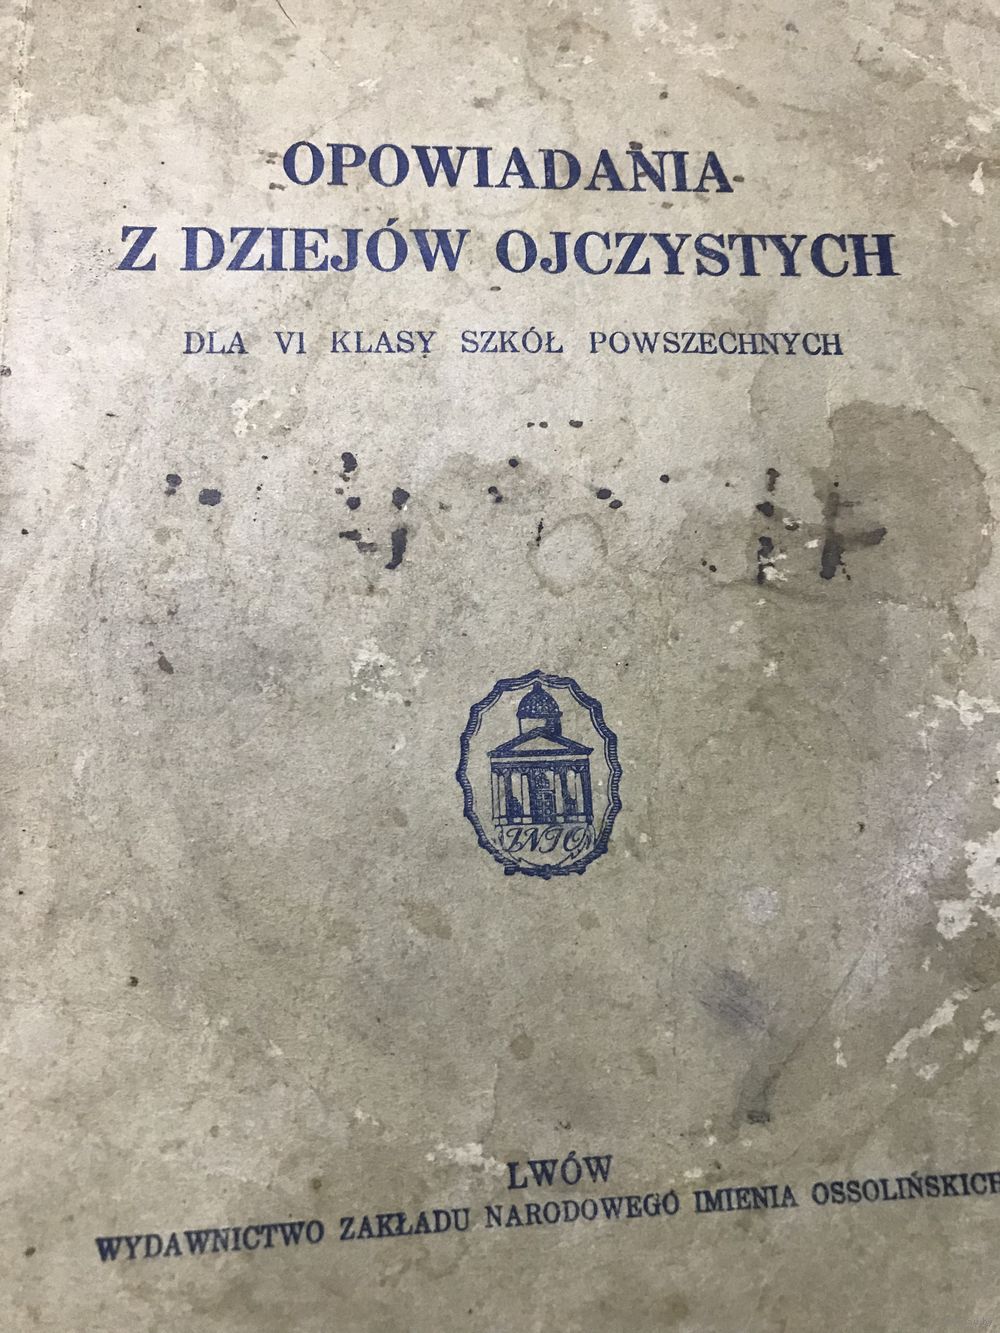 OPOWIADANIA
Z DZIEJÓW OJCZYSTYCH
DLA VI KLASY SZKÓŁ POWSZECHNYCH
LWÓW
WYDAWNICTWO ZAKŁADU NARODOWEGO IMIENIA OSSOLIŃSKICH